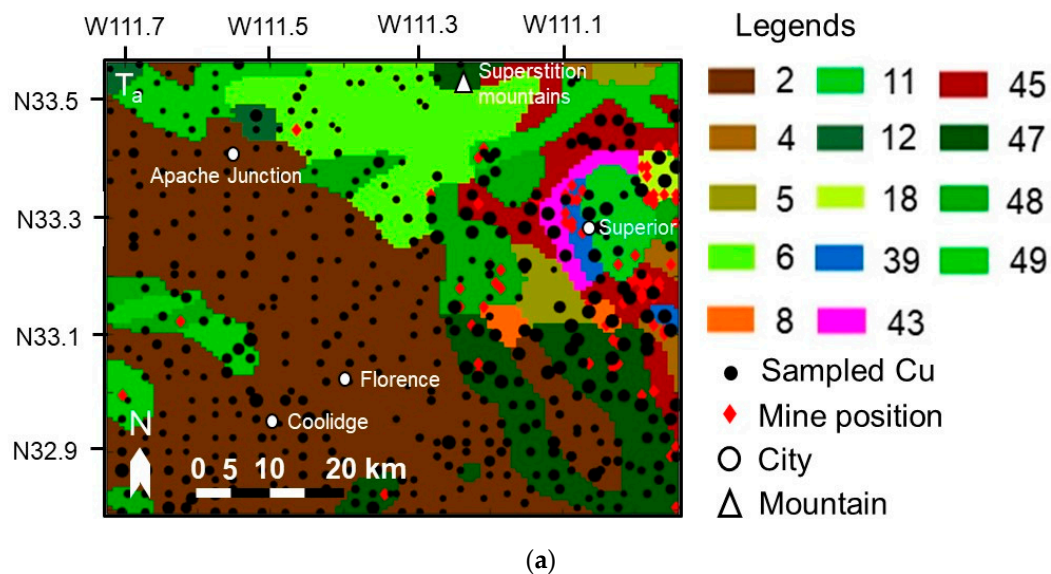 W111.7 W111.5 W111.3 W111.1
Legends
N33.5
N33.3
N33.1
N32.9
Ta
Superstition
mountains
Apache Junction
Superior
Florence
Coolidge
N
0 5 10 20 km
2 11 45
4 12 47
5 18 48
6 39 49
8 43
Sampled Cu
Mine position
City
Mountain
(a)